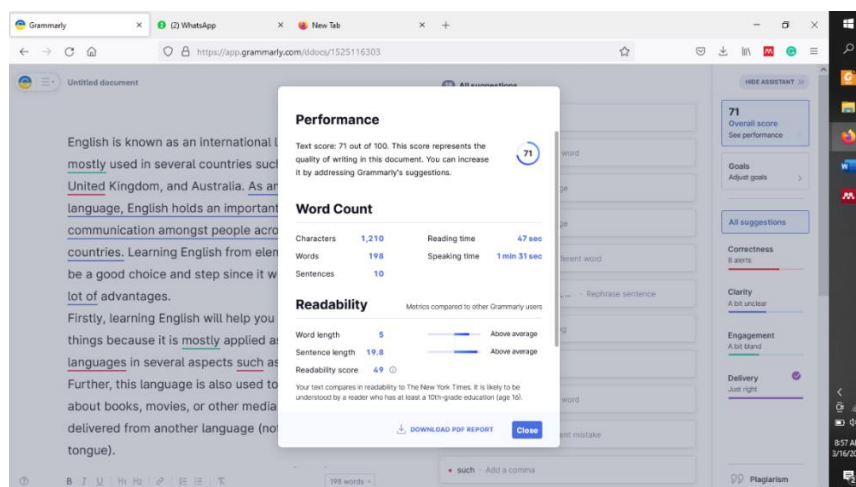 Grammarly
(2) WhatsApp
New Tab
https://app.grammarly.com/ddocs/1525116303
Untitled document
All suggestions
HIDE ASSISTANT
English is known as an international l
mostly used in several countries such
United Kingdom, and Australia. As an
language, English holds an important
communication amongst people acro
countries. Learning English from elem
be a good choice and step since it w
lot of advantages.
Firstly, learning English will help you
things because it is mostly applied as
languages in several aspects such as
Further, this language is also used to
about books, movies, or other media
delivered from another language (not
tongue).
B I U H1 H2
198 words
Performance
Text score: 71 out of 100. This score represents the
quality of writing in this document. You can increase
it by addressing Grammarly's suggestions.
71
Word Count
Characters 1,210 Reading time 47 sec
Words 198 Speaking time 1 min 31 sec
Sentences 10
Readability Metrics compared to other Grammarly users
Word length 5 Above average
Sentence length 19.8 Above average
Readability score 49
Your text compares in readability to The New York Times. It is likely to be
understood by a reader who has at least a 10th-grade education (age 16).
DOWNLOAD PDF REPORT Close
word
ferent word
- Rephrase sentence
word
ent mistake
such - Add a comma
71
Overall score
See performance
Goals
Adjust goals
All suggestions
Correctness
8 alerts
Clarity
A bit unclear
Engagement
A bit bland
Delivery
Just right
Plagiarism
8:57 AM
3/16/20